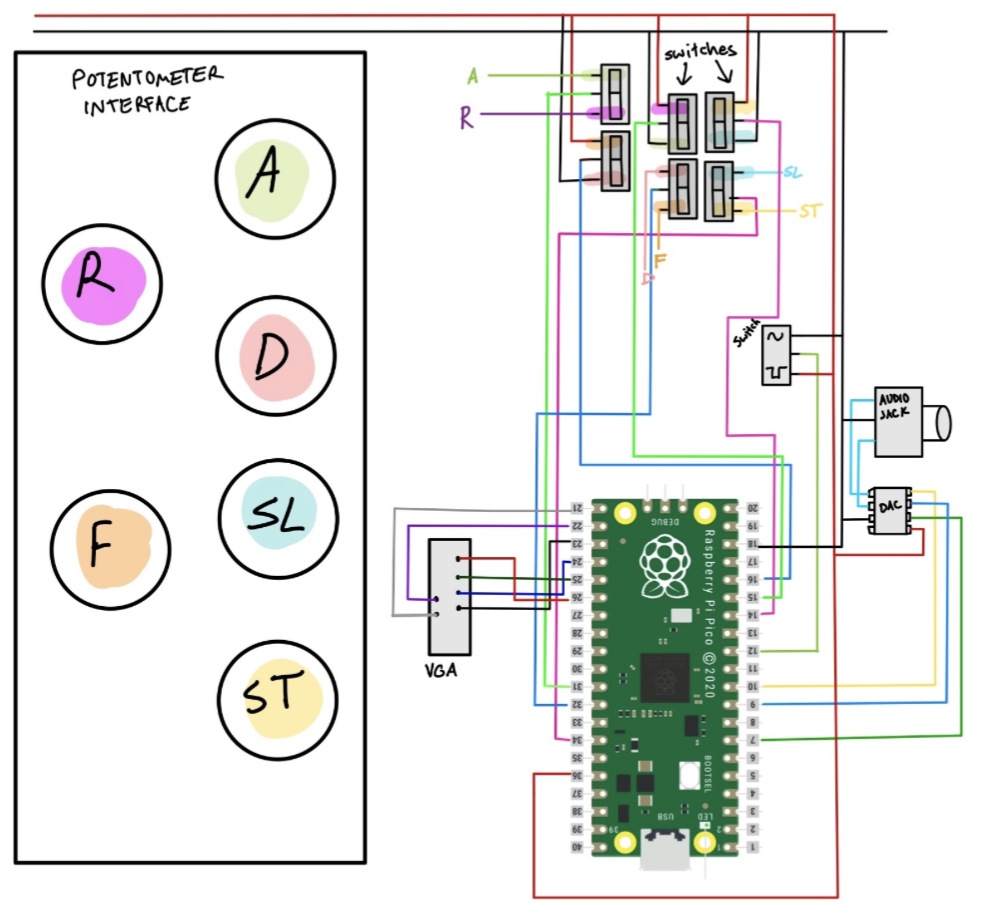 POTENTOMETER
INTERFACE
A
R
D
F
SL
ST
switches
A
R
SL
ST
F
D
Switch
AUDIO
JACK
DAC
VGA
DEBUG
Raspberry Pi Pico © 2020
BOOTSEL
USB
LED
39
2
1
21
22
23
24
25
26
27
28
29
30
31
32
33
34
35
36
37
38
39
40
20
19
18
17
16
15
14
13
12
11
10
9
8
7
6
5
4
3
2
1